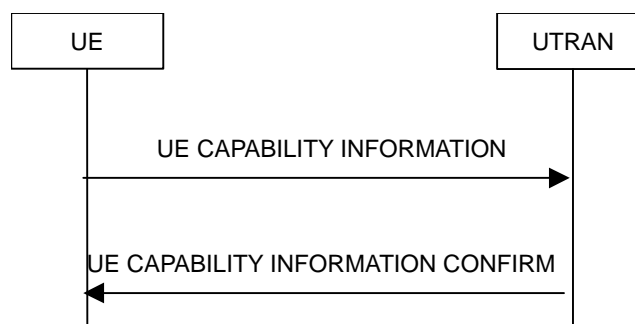 UE
UTRAN
UE CAPABILITY INFORMATION
UE CAPABILITY INFORMATION CONFIRM